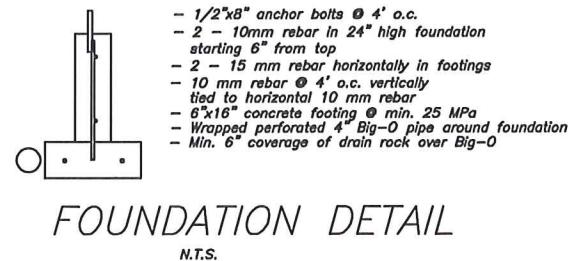 - 1/2"x8" anchor bolts @ 4' o.c.
- 2 - 10mm rebar in 24" high foundation
starting 6" from top
- 2 - 15 mm rebar horizontally in footings
- 10 mm rebar @ 4' o.c. vertically
tied to horizontal 10 mm rebar
- 6"x16" concrete footing @ min. 25 MPa
- Wrapped perforated 4" Big-O pipe around foundation
- Min. 6" coverage of drain rock over Big-O
FOUNDATION DETAIL
N.T.S.